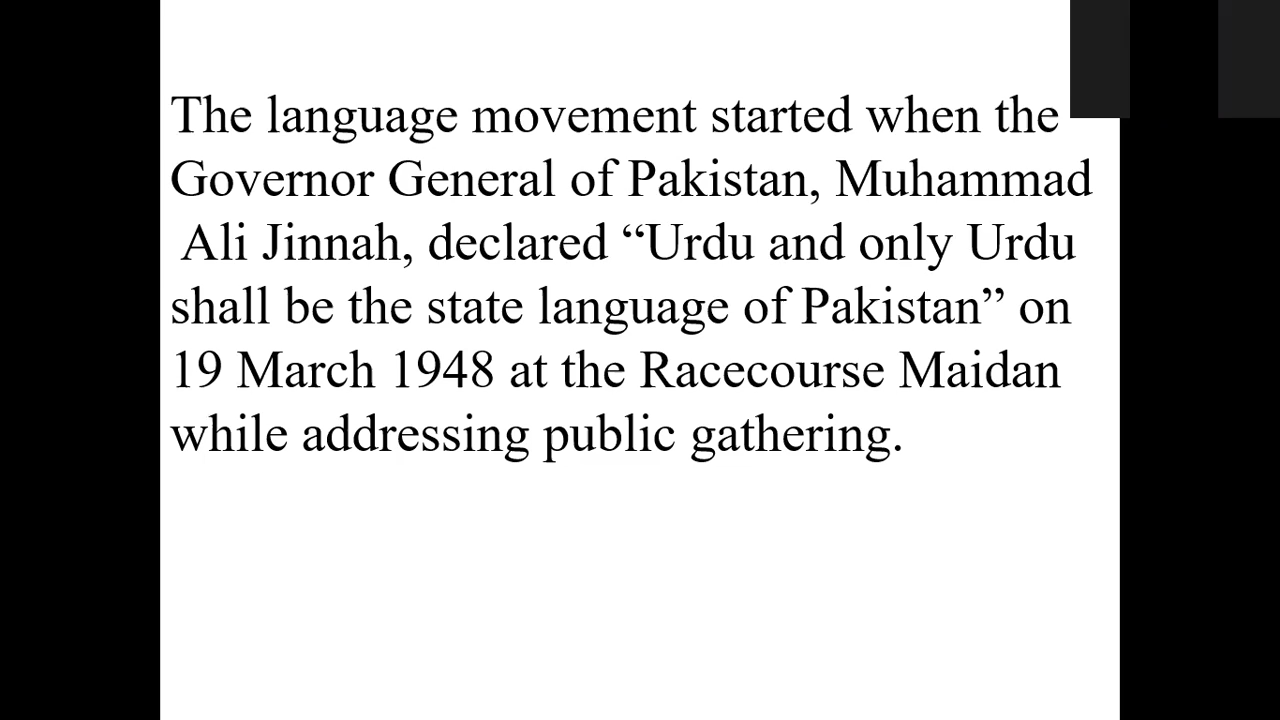 The language movement started when the
Governor General of Pakistan, Muhammad
Ali Jinnah, declared “Urdu and only Urdu
shall be the state language of Pakistan” on
19 March 1948 at the Racecourse Maidan
while addressing public gathering.